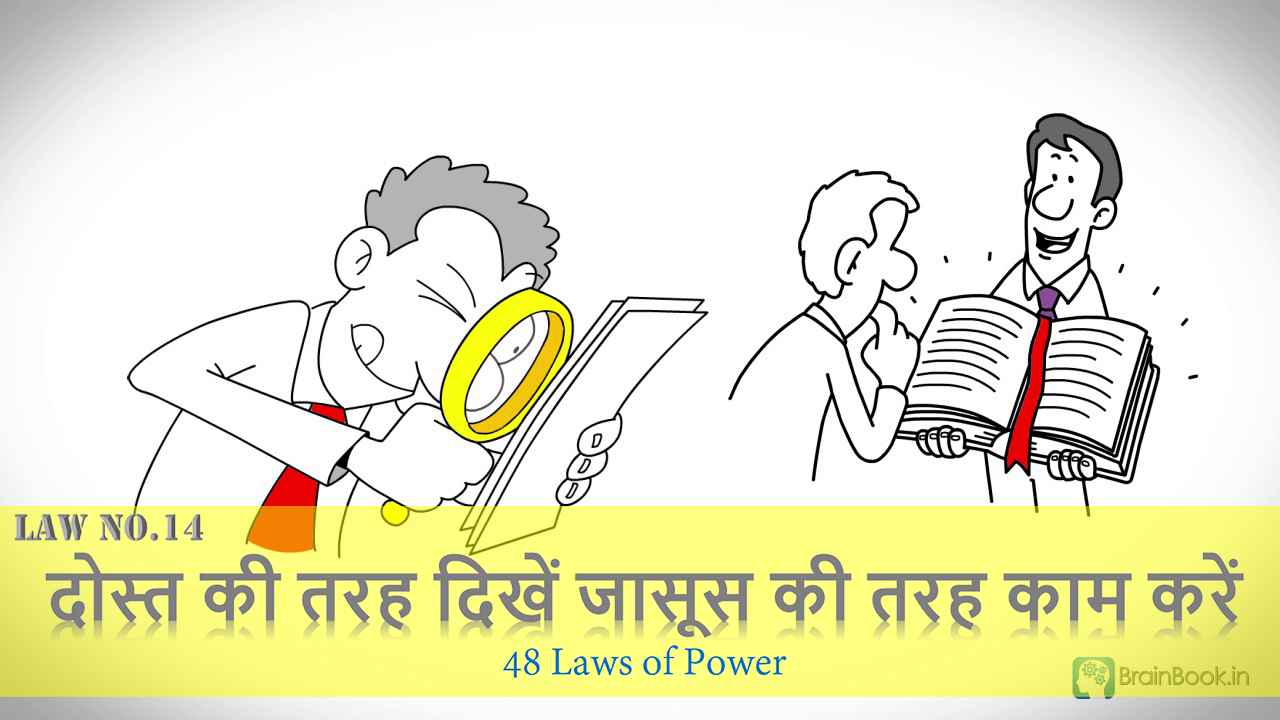 LAW NO.14
दोस्त की तरह दिखें जासूस की तरह काम करें
48 Laws of Power
BrainBook.in